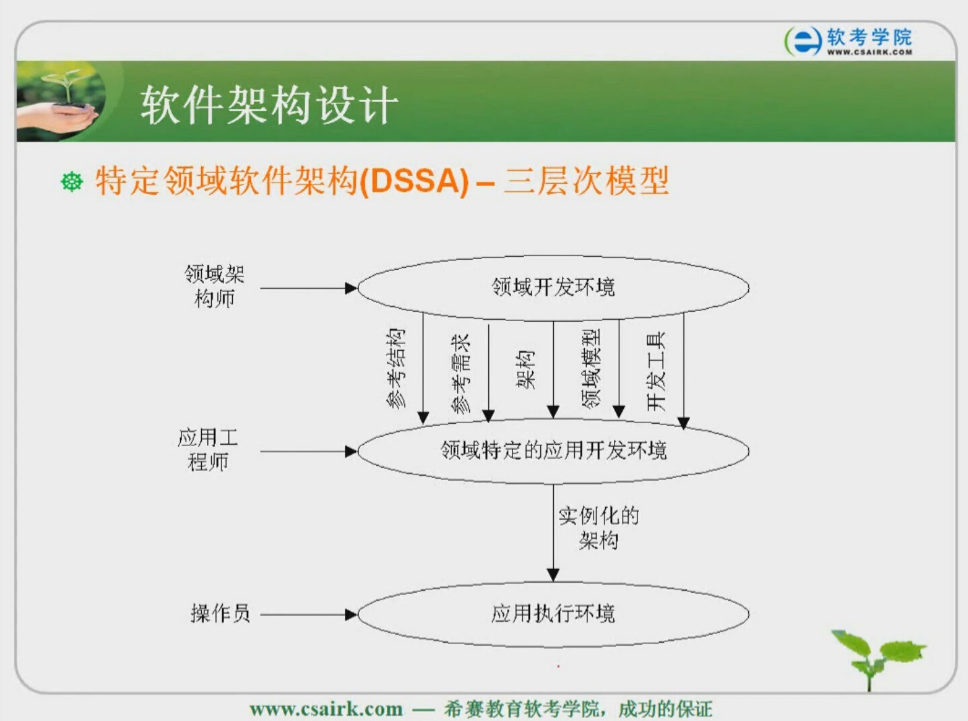 软考学院
WWW.CSAIRK.COM
软件架构设计
特定领域软件架构(DSSA) – 三层次模型
领域架
构师
领域开发环境
参考结构
参考需求
架构
领域模型
开发工具
应用工
程师
领域特定的应用开发环境
实例化的
架构
操作员
应用执行环境
www.csairk.com — 希赛教育软考学院，成功的保证